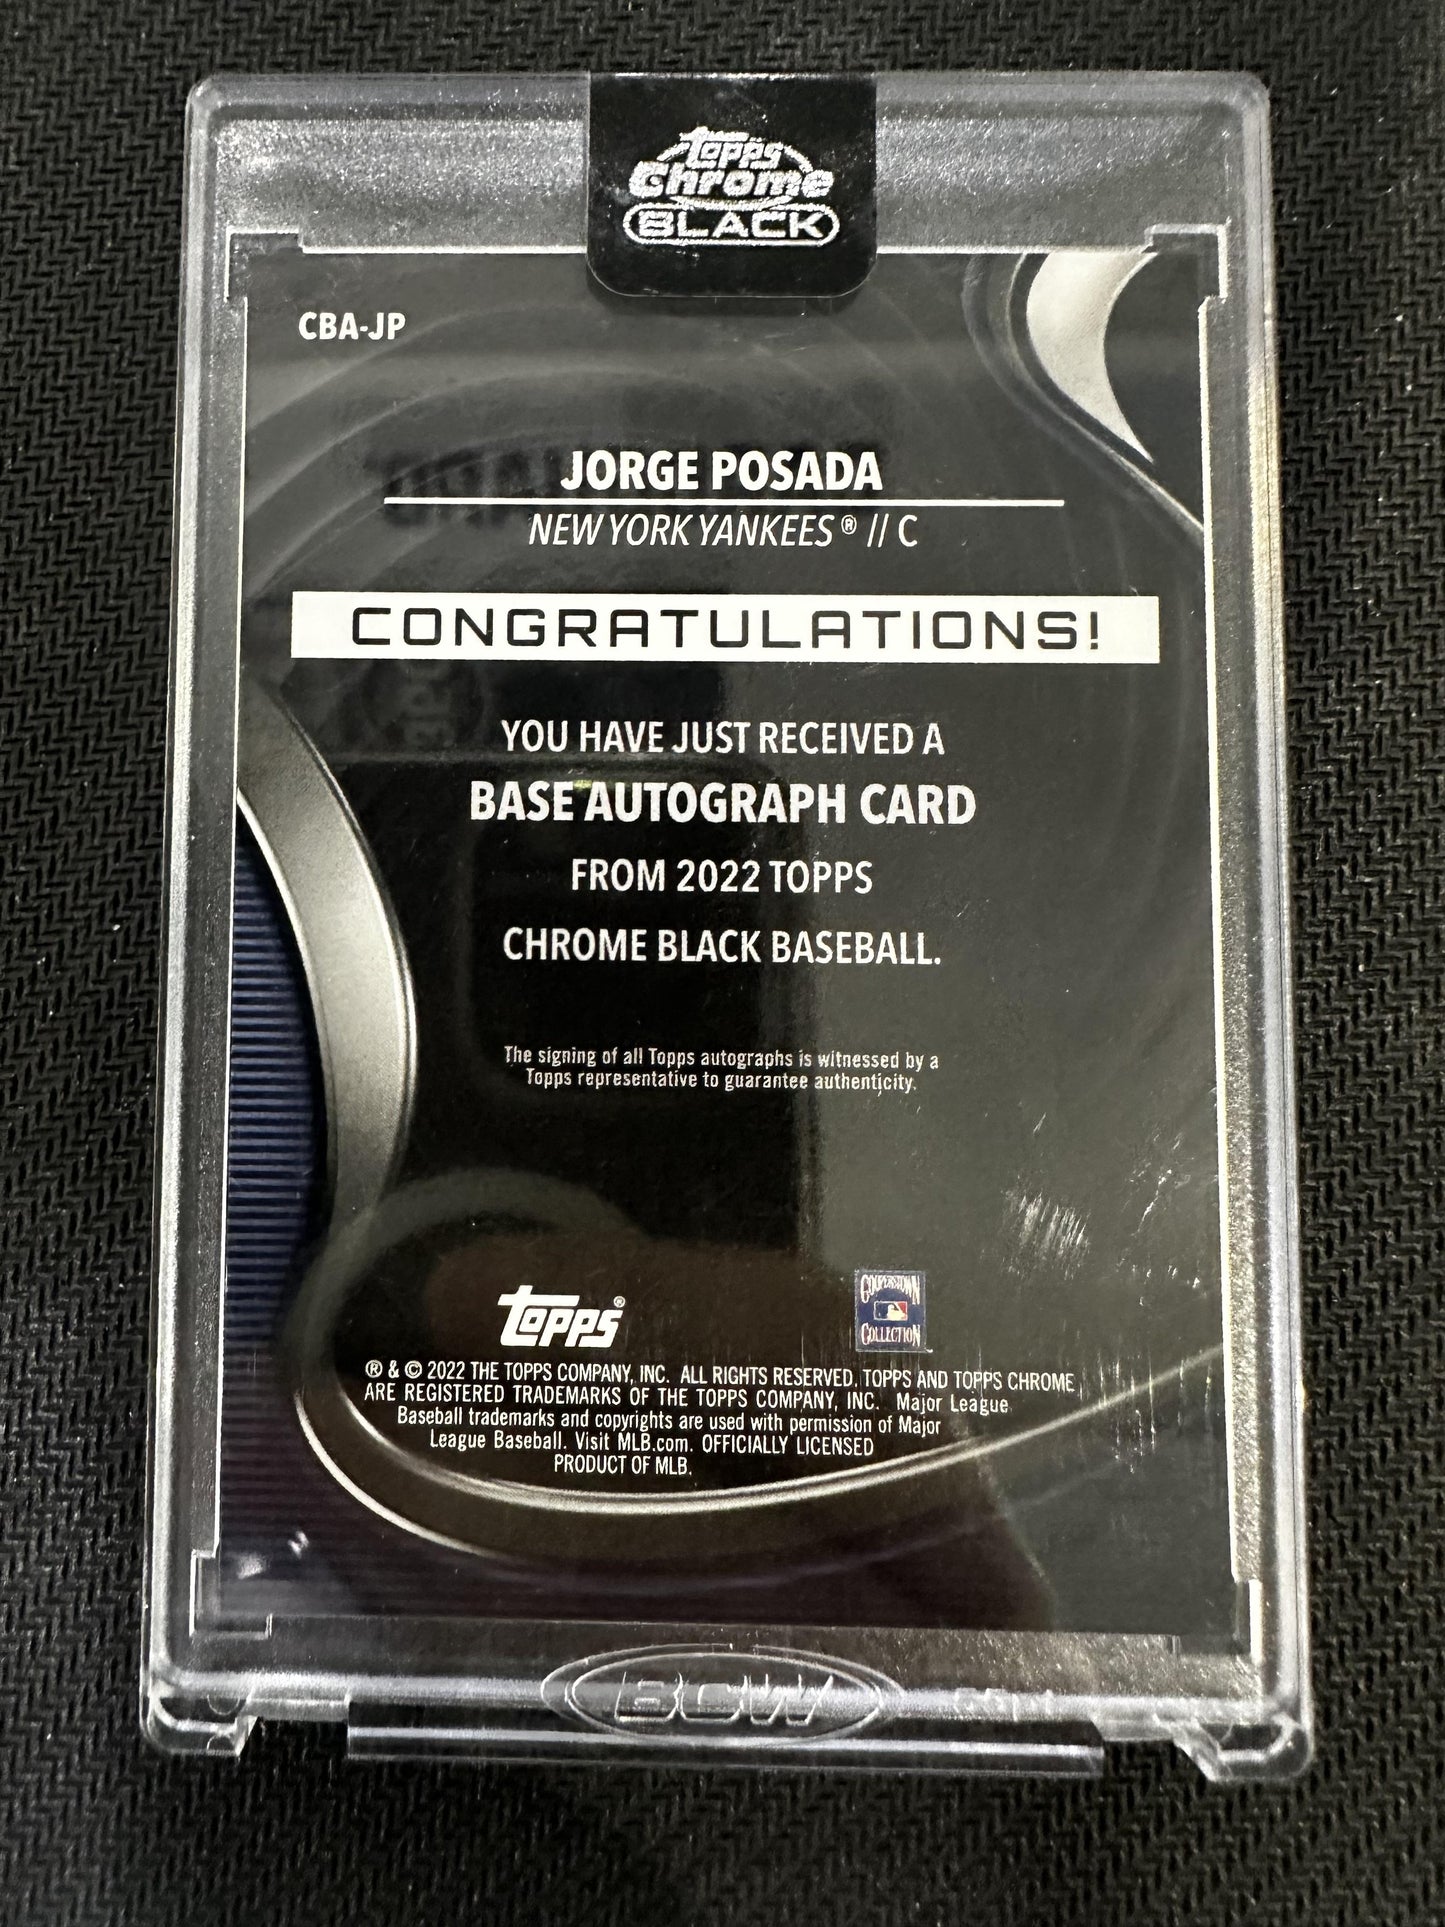 Topps
Chrome
BLACK
CBA-JP
JORGE POSADA
NEW YORK YANKEES® // C
CONGRATULATIONS!
YOU HAVE JUST RECEIVED A
BASE AUTOGRAPH CARD
FROM 2022 TOPPS
CHROME BLACK BASEBALL.
The signing of all Topps autographs is witnessed by a
Topps representative to guarantee authenticity.
Topps®
COOPERSTOWN
COLLECTION
® & © 2022 THE TOPPS COMPANY, INC. ALL RIGHTS RESERVED. TOPPS AND TOPPS CHROME
ARE REGISTERED TRADEMARKS OF THE TOPPS COMPANY, INC. Major League
Baseball trademarks and copyrights are used with permission of Major
League Baseball. Visit MLB.com. OFFICIALLY LICENSED
PRODUCT OF MLB.
BCW